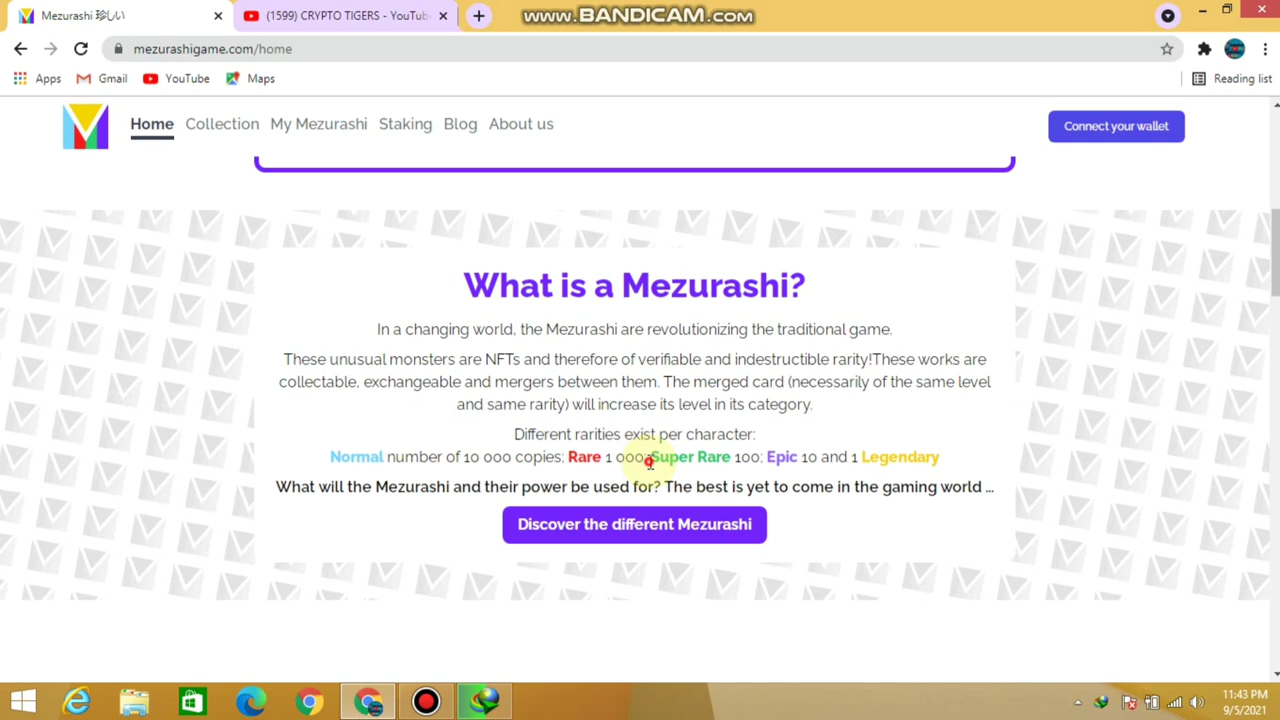 Mezurashi 珍しい
(1599) CRYPTO TIGERS - YouTub
www.BANDICAM.com
mezurashigame.com/home
Apps Gmail YouTube Maps Reading list
Home Collection My Mezurashi Staking Blog About us Connect your wallet
What is a Mezurashi?
In a changing world, the Mezurashi are revolutionizing the traditional game.
These unusual monsters are NFTs and therefore of verifiable and indestructible rarity!These works are
collectable, exchangeable and mergers between them. The merged card (necessarily of the same level
and same rarity) will increase its level in its category.
Different rarities exist per character:
Normal number of 10 000 copies; Rare 1 000; Super Rare 100; Epic 10 and 1 Legendary
What will the Mezurashi and their power be used for? The best is yet to come in the gaming world ...
Discover the different Mezurashi
11:43 PM
9/5/2021